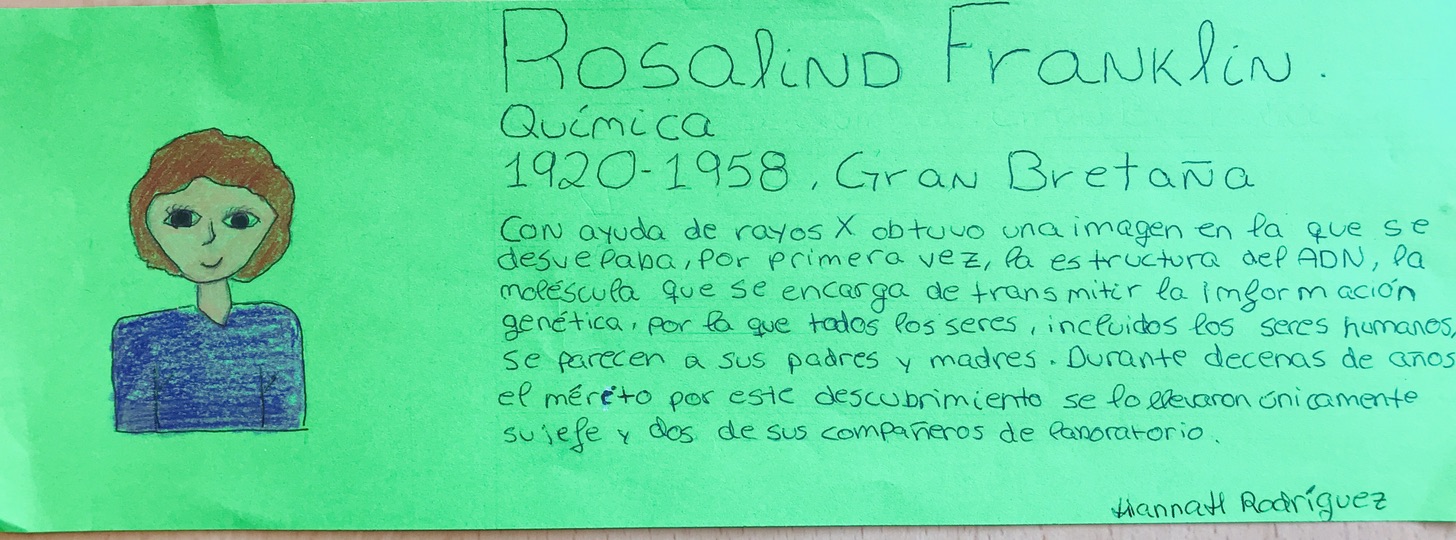 Rosalind Franklin.
Química
1920-1958, Gran Bretaña
Con ayuda de rayos X obtuvo una imagen en la que se
desvelaba, por primera vez, la estructura del ADN, la
moléscula que se encarga de transmitir la imformación
genética, por la que todos los seres, incluidos los seres humanos,
se parecen a sus padres y madres. Durante decenas de años
el mérito por este descubrimiento se lo llevaron únicamente
su jefe y dos de sus compañeros de laboratorio.
Hannah Rodríguez